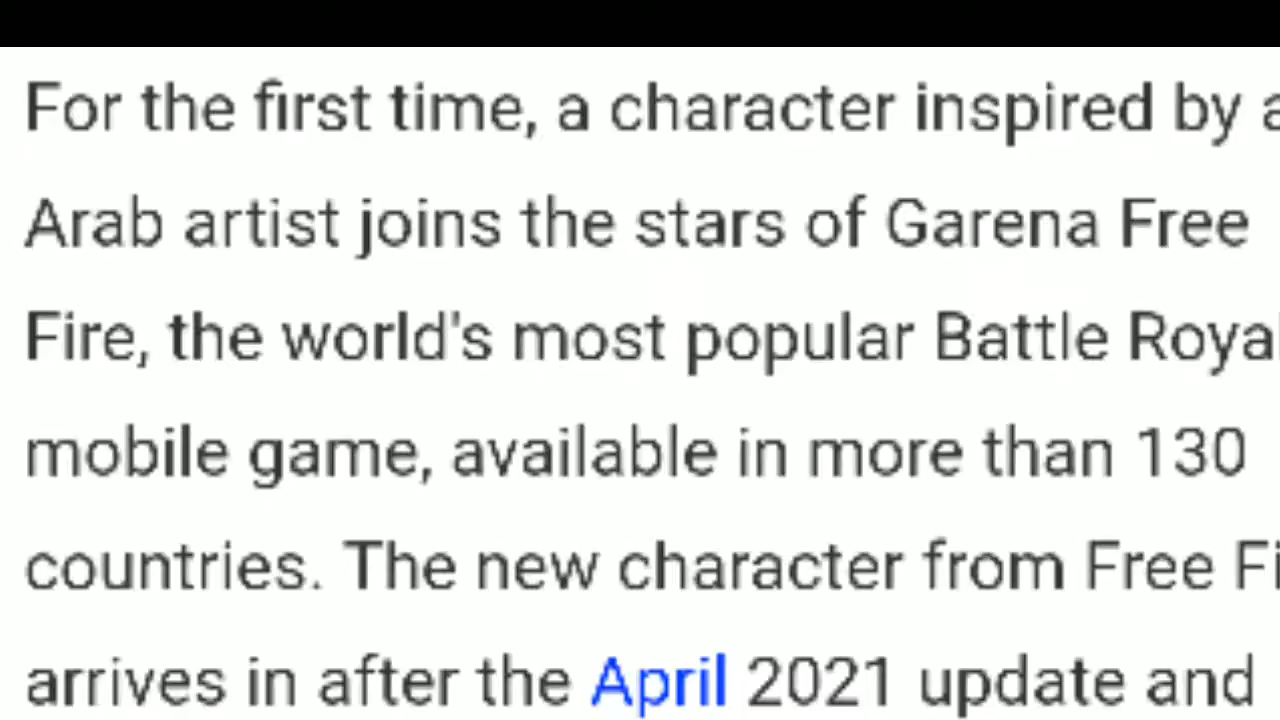 For the first time, a character inspired by a
Arab artist joins the stars of Garena Free
Fire, the world's most popular Battle Roya
mobile game, available in more than 130
countries. The new character from Free Fi
arrives in after the April 2021 update and